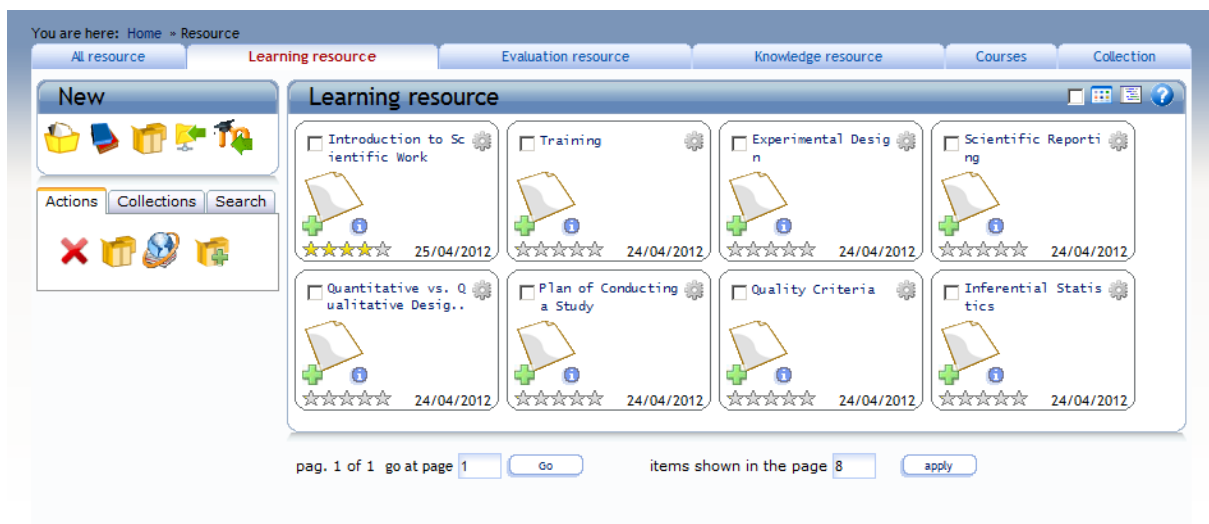 You are here: Home » Resource
All resource
Learning resource
Evaluation resource
Knowledge resource
Courses
Collection
New
Actions
Collections
Search
Learning resource
?
Introduction to Sc
ientific Work
i
25/04/2012
Training
i
24/04/2012
Experimental Desig
n
i
24/04/2012
Scientific Reporti
ng
i
24/04/2012
Quantitative vs. Q
ualitative Desig..
i
24/04/2012
Plan of Conducting
a Study
i
24/04/2012
Quality Criteria
i
24/04/2012
Inferential Statis
tics
i
24/04/2012
pag. 1 of 1 go at page 1 Go
items shown in the page 8 apply